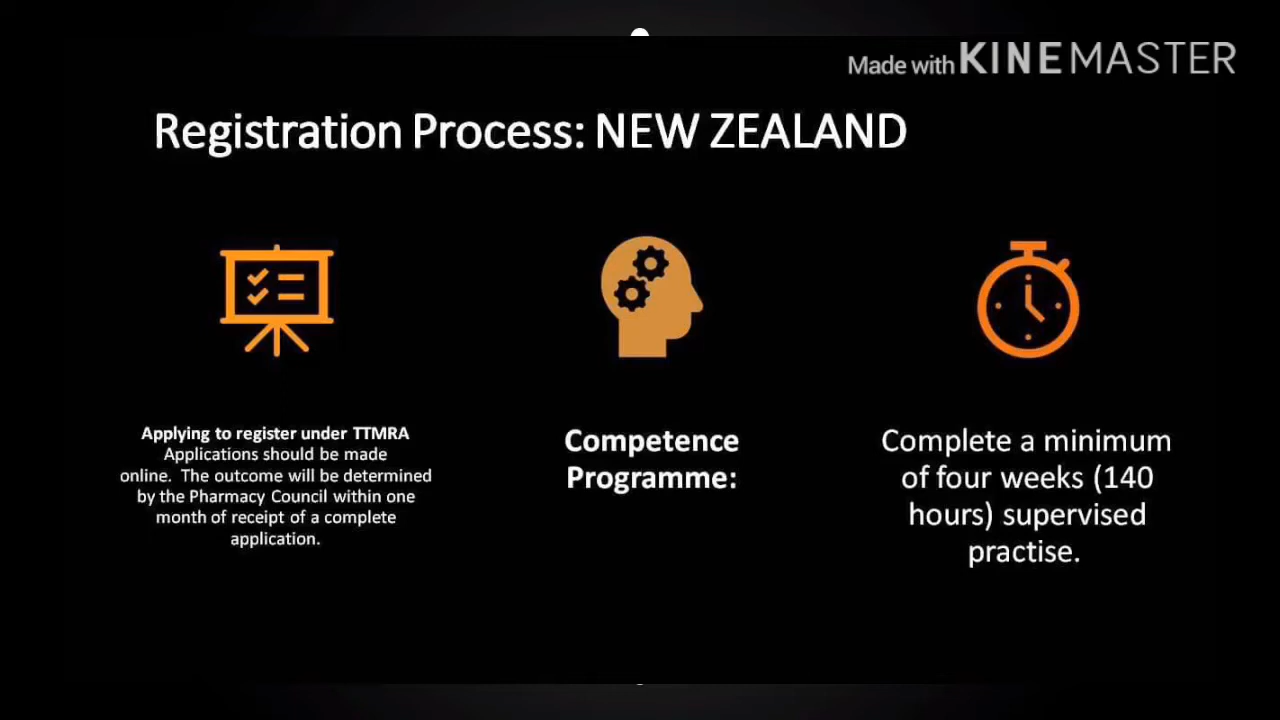 Made with KINEMASTER
Registration Process: NEW ZEALAND
Applying to register under TTMRA
Applications should be made
online.  The outcome will be determined
by the Pharmacy Council within one
month of receipt of a complete
application.
Competence
Programme:
Complete a minimum
of four weeks (140
hours) supervised
practise.